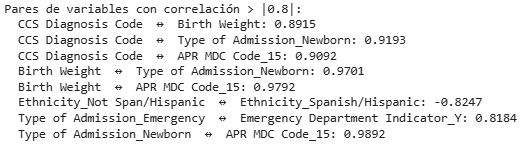 Pares de variables con correlación > |0.8|:
CCS Diagnosis Code ↔ Birth Weight: 0.8915
CCS Diagnosis Code ↔ Type of Admission_Newborn: 0.9193
CCS Diagnosis Code ↔ APR MDC Code_15: 0.9092
Birth Weight ↔ Type of Admission_Newborn: 0.9701
Birth Weight ↔ APR MDC Code_15: 0.9792
Ethnicity_Not Span/Hispanic ↔ Ethnicity_Spanish/Hispanic: -0.8247
Type of Admission_Emergency ↔ Emergency Department Indicator_Y: 0.8184
Type of Admission_Newborn ↔ APR MDC Code_15: 0.9892